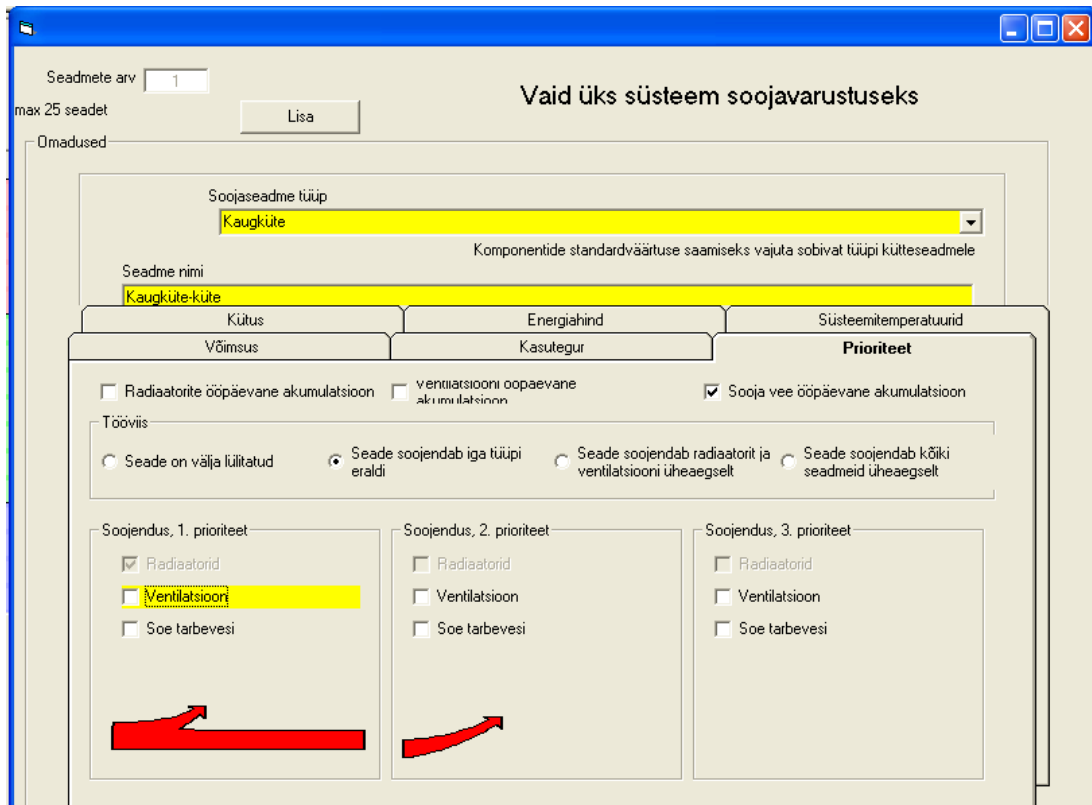 Seadmete arv
1
max 25 seadet
Lisa
Vaid üks süsteem soojavarustuseks
Omadused
Soojaseadme tüüp
Kaugküte
Komponentide standardväärtuse saamiseks vajuta sobivat tüüpi kütteseadmele
Seadme nimi
Kaugküte-küte
Kütus
Energiahind
Süsteemitemperatuurid
Võimsus
Kasutegur
Prioriteet
Radiaatorite ööpäevane akumulatsioon
Ventilatsiooni ööpäevane
akumulatsioon
Sooja vee ööpäevane akumulatsioon
Tööviis
Seade on välja lülitatud
Seade soojendab iga tüüpi
eraldi
Seade soojendab radiaatorit ja
ventilatsiooni üheaegselt
Seade soojendab kõiki
seadmeid üheaegselt
Soojendus, 1. prioriteet
Radiaatorid
Ventilatsioon
Soe tarbevesi
Soojendus, 2. prioriteet
Radiaatorid
Ventilatsioon
Soe tarbevesi
Soojendus, 3. prioriteet
Radiaatorid
Ventilatsioon
Soe tarbevesi